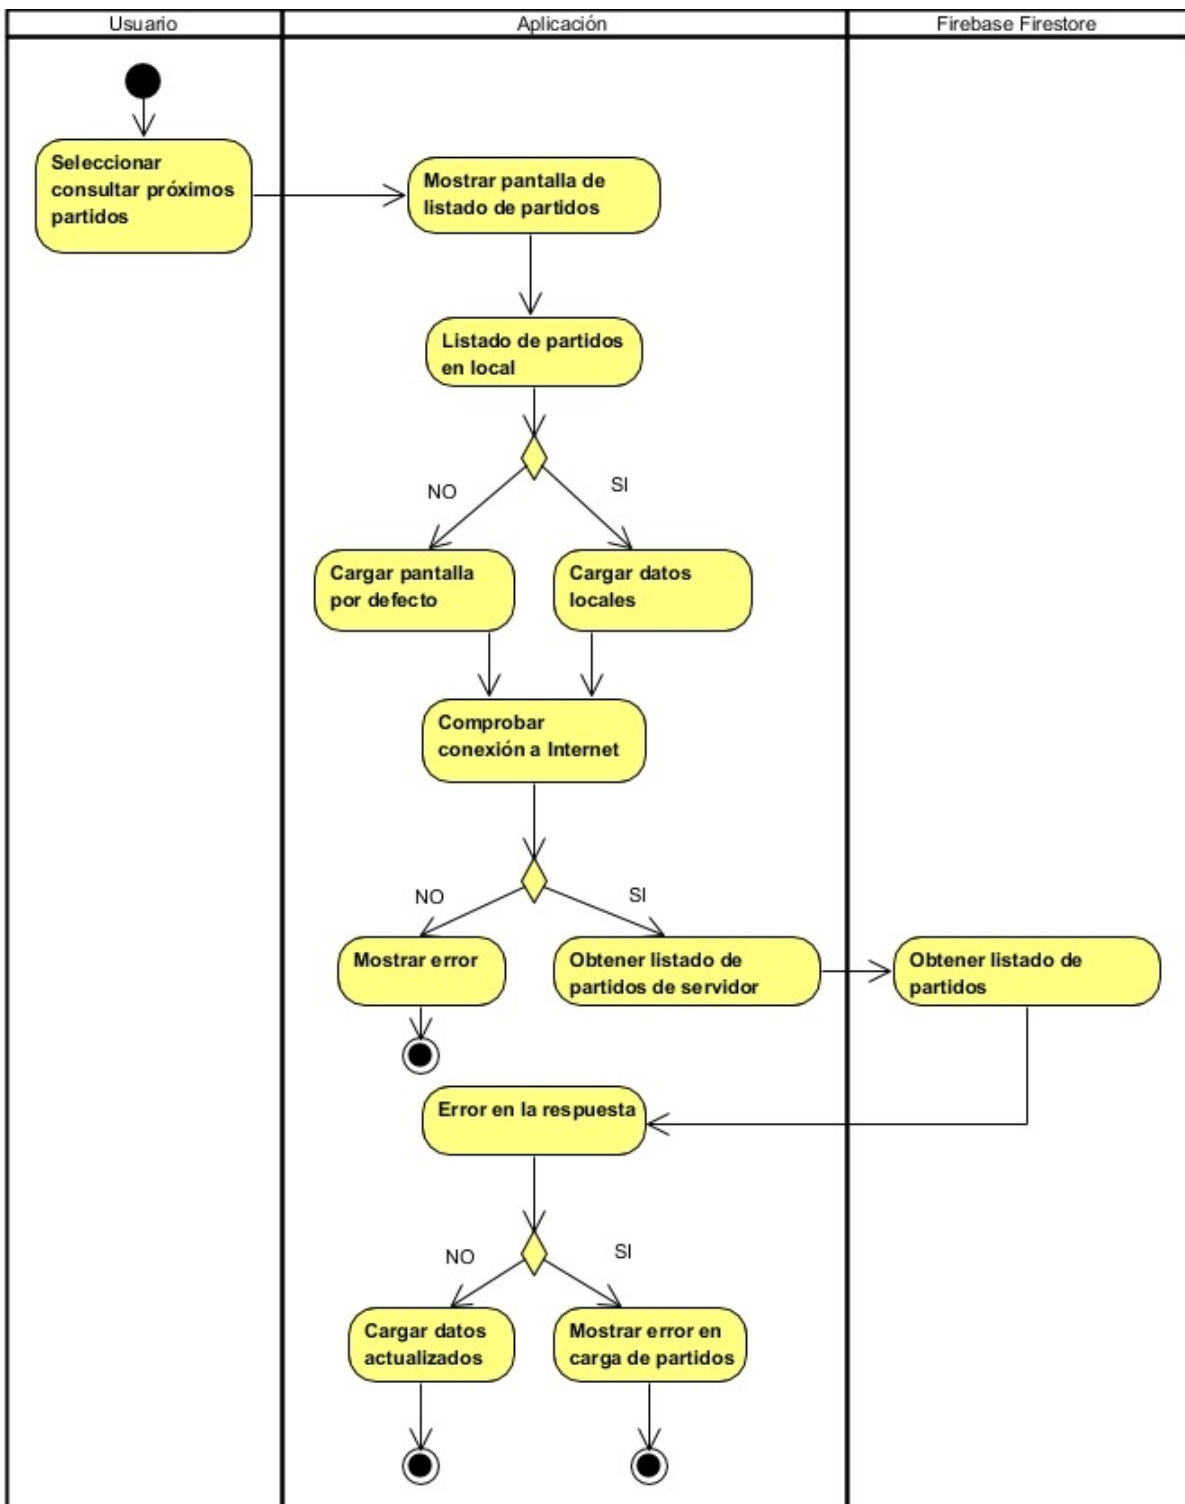 Usuario
Aplicación
Firebase Firestore
Seleccionar
consultar próximos
partidos
Mostrar pantalla de
listado de partidos
Listado de partidos
en local
NO
SI
Cargar pantalla
por defecto
Cargar datos
locales
Comprobar
conexión a Internet
NO
SI
Mostrar error
Obtener listado de
partidos de servidor
Obtener listado de
partidos
Error en la respuesta
NO
SI
Cargar datos
actualizados
Mostrar error en
carga de partidos